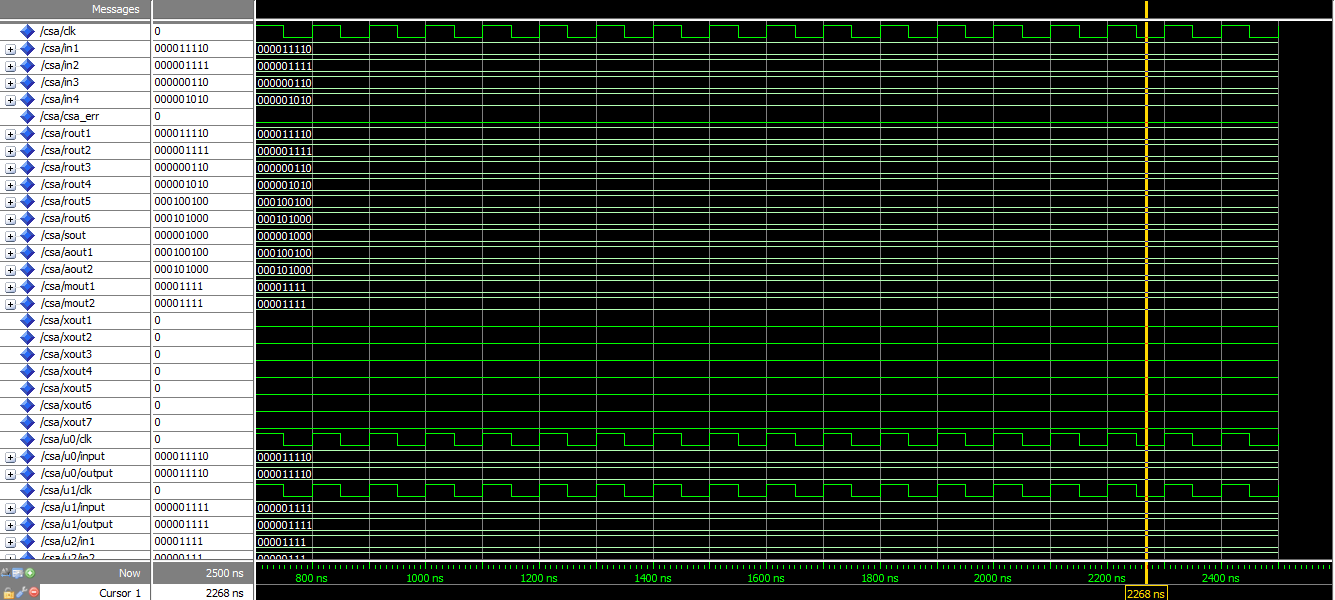 Messages
/csa/clk 0
/csa/in1 000011110 000011110
/csa/in2 000001111 000001111
/csa/in3 000000110 000000110
/csa/in4 000001010 000001010
/csa/csa_err 0
/csa/rout1 000011110 000011110
/csa/rout2 000001111 000001111
/csa/rout3 000000110 000000110
/csa/rout4 000001010 000001010
/csa/rout5 000100100 000100100
/csa/rout6 000101000 000101000
/csa/sout 000001000 000001000
/csa/aout1 000100100 000100100
/csa/aout2 000101000 000101000
/csa/mout1 00001111 00001111
/csa/mout2 00001111 00001111
/csa/xout1 0
/csa/xout2 0
/csa/xout3 0
/csa/xout4 0
/csa/xout5 0
/csa/xout6 0
/csa/xout7 0
/csa/u0/clk 0
/csa/u0/input 000011110 000011110
/csa/u0/output 000011110 000011110
/csa/u1/clk 0
/csa/u1/input 000001111 000001111
/csa/u1/output 000001111 000001111
/csa/u2/in1 00001111 00001111
/csa/u2/in2 00000111 00000111
Now 2500 ns 800 ns 1000 ns 1200 ns 1400 ns 1600 ns 1800 ns 2000 ns 2200 ns 2400 ns
Cursor 1 2268 ns 2268 ns